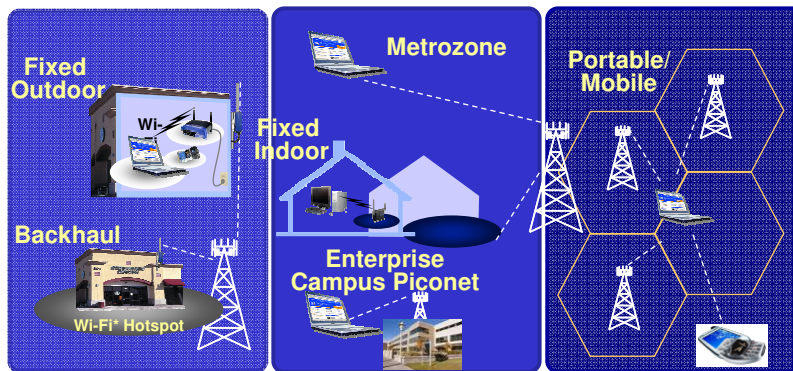 Fixed
Outdoor
Wi-
Backhaul
Wi-Fi* Hotspot
Metrozone
Fixed
Indoor
Enterprise
Campus Piconet
Portable/
Mobile